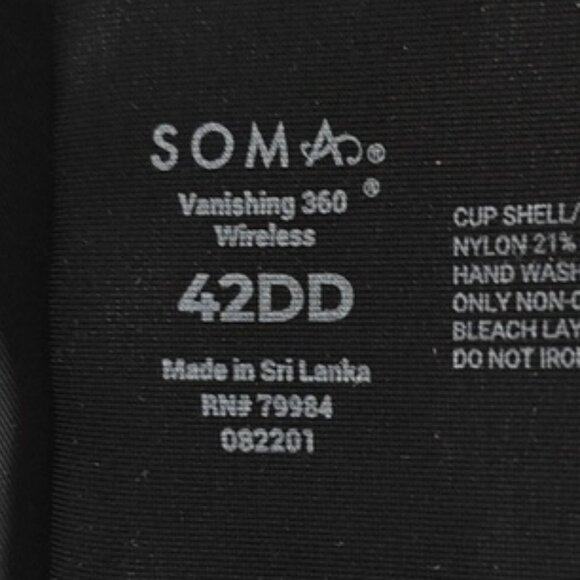 SOMA®
Vanishing 360®
Wireless
42DD
Made in Sri Lanka
RN# 79984
082201
CUP SHELL/
NYLON 21%
HAND WASH
ONLY NON-C
BLEACH LAY
DO NOT IRON